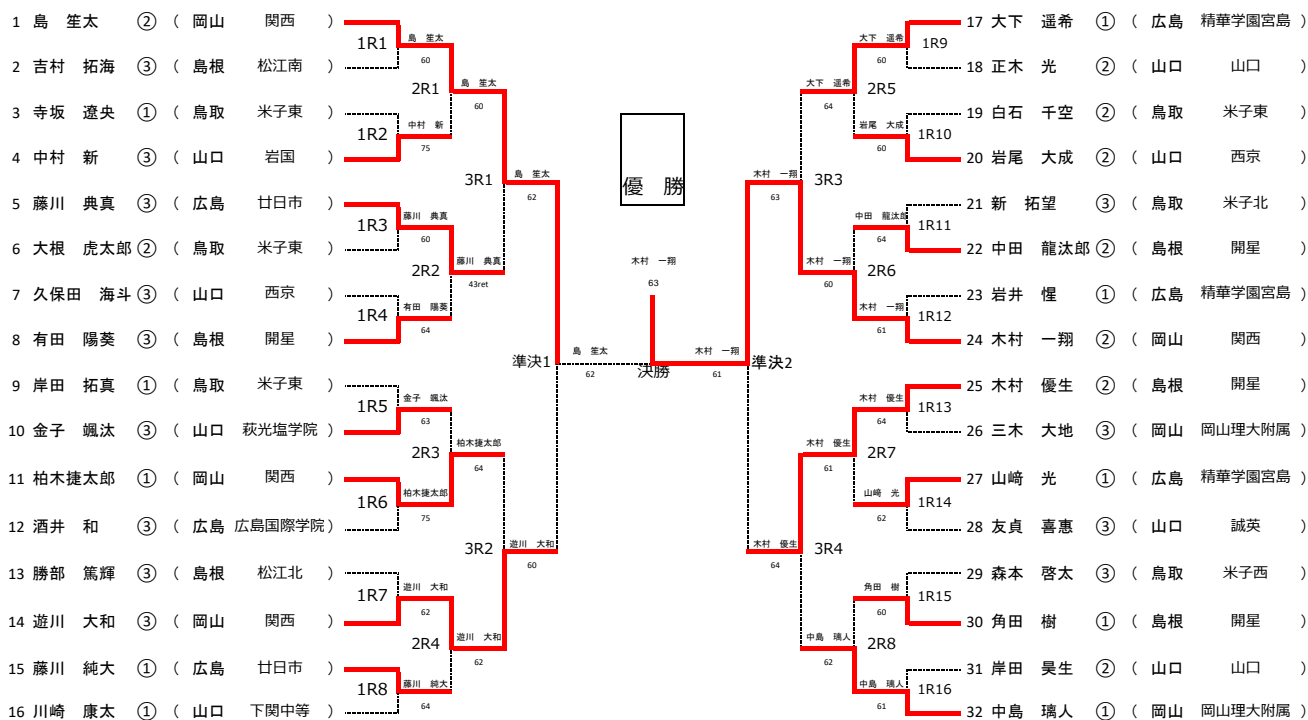 1 島 笙太 ② ( 岡山 関西 )
2 吉村 拓海 ③ ( 島根 松江南 )
3 寺坂 遼央 ① ( 鳥取 米子東 )
4 中村 新 ③ ( 山口 岩国 )
5 藤川 典真 ③ ( 広島 廿日市 )
6 大根 虎太郎 ② ( 鳥取 米子東 )
7 久保田 海斗 ③ ( 山口 西京 )
8 有田 陽葵 ③ ( 島根 開星 )
9 岸田 拓真 ① ( 鳥取 米子東 )
10 金子 颯汰 ③ ( 山口 萩光塩学院 )
11 柏木捷太郎 ① ( 岡山 関西 )
12 酒井 和 ③ ( 広島 広島国際学院 )
13 勝部 篤輝 ③ ( 島根 松江北 )
14 遊川 大和 ③ ( 岡山 関西 )
15 藤川 純大 ① ( 広島 廿日市 )
16 川崎 康太 ① ( 山口 下関中等 )
1R1
島 笙太
60
1R2
中村 新
75
1R3
藤川 典真
60
1R4
有田 陽葵
64
1R5
金子 颯汰
63
1R6
柏木捷太郎
75
1R7
遊川 大和
62
1R8
藤川 純大
64
2R1
島 笙太
60
2R2
藤川 典真
43ret
2R3
柏木捷太郎
64
2R4
遊川 大和
62
3R1
島 笙太
62
3R2
遊川 大和
60
準決1
島 笙太
62
優 勝
木村 一翔
63
決勝
木村 一翔
61
準決2
木村 一翔
63
3R3
木村 優生
64
3R4
大下 遥希
64
2R5
木村 一翔
60
2R6
木村 優生
61
2R7
中島 璃人
62
2R8
大下 遥希
60
1R9
岩尾 大成
60
1R10
中田 龍汰郎
64
1R11
木村 一翔
61
1R12
木村 優生
64
1R13
山﨑 光
62
1R14
角田 樹
60
1R15
中島 璃人
61
1R16
17 大下 遥希 ① ( 広島 精華学園宮島 )
18 正木 光 ② ( 山口 山口 )
19 白石 千空 ② ( 鳥取 米子東 )
20 岩尾 大成 ② ( 山口 西京 )
21 新 拓望 ③ ( 鳥取 米子北 )
22 中田 龍汰郎 ② ( 島根 開星 )
23 岩井 惺 ① ( 広島 精華学園宮島 )
24 木村 一翔 ② ( 岡山 関西 )
25 木村 優生 ② ( 島根 開星 )
26 三木 大地 ③ ( 岡山 岡山理大附属 )
27 山﨑 光 ① ( 広島 精華学園宮島 )
28 友貞 喜惠 ③ ( 山口 誠英 )
29 森本 啓太 ③ ( 鳥取 米子西 )
30 角田 樹 ① ( 島根 開星 )
31 岸田 昊生 ② ( 山口 山口 )
32 中島 璃人 ① ( 岡山 岡山理大附属 )